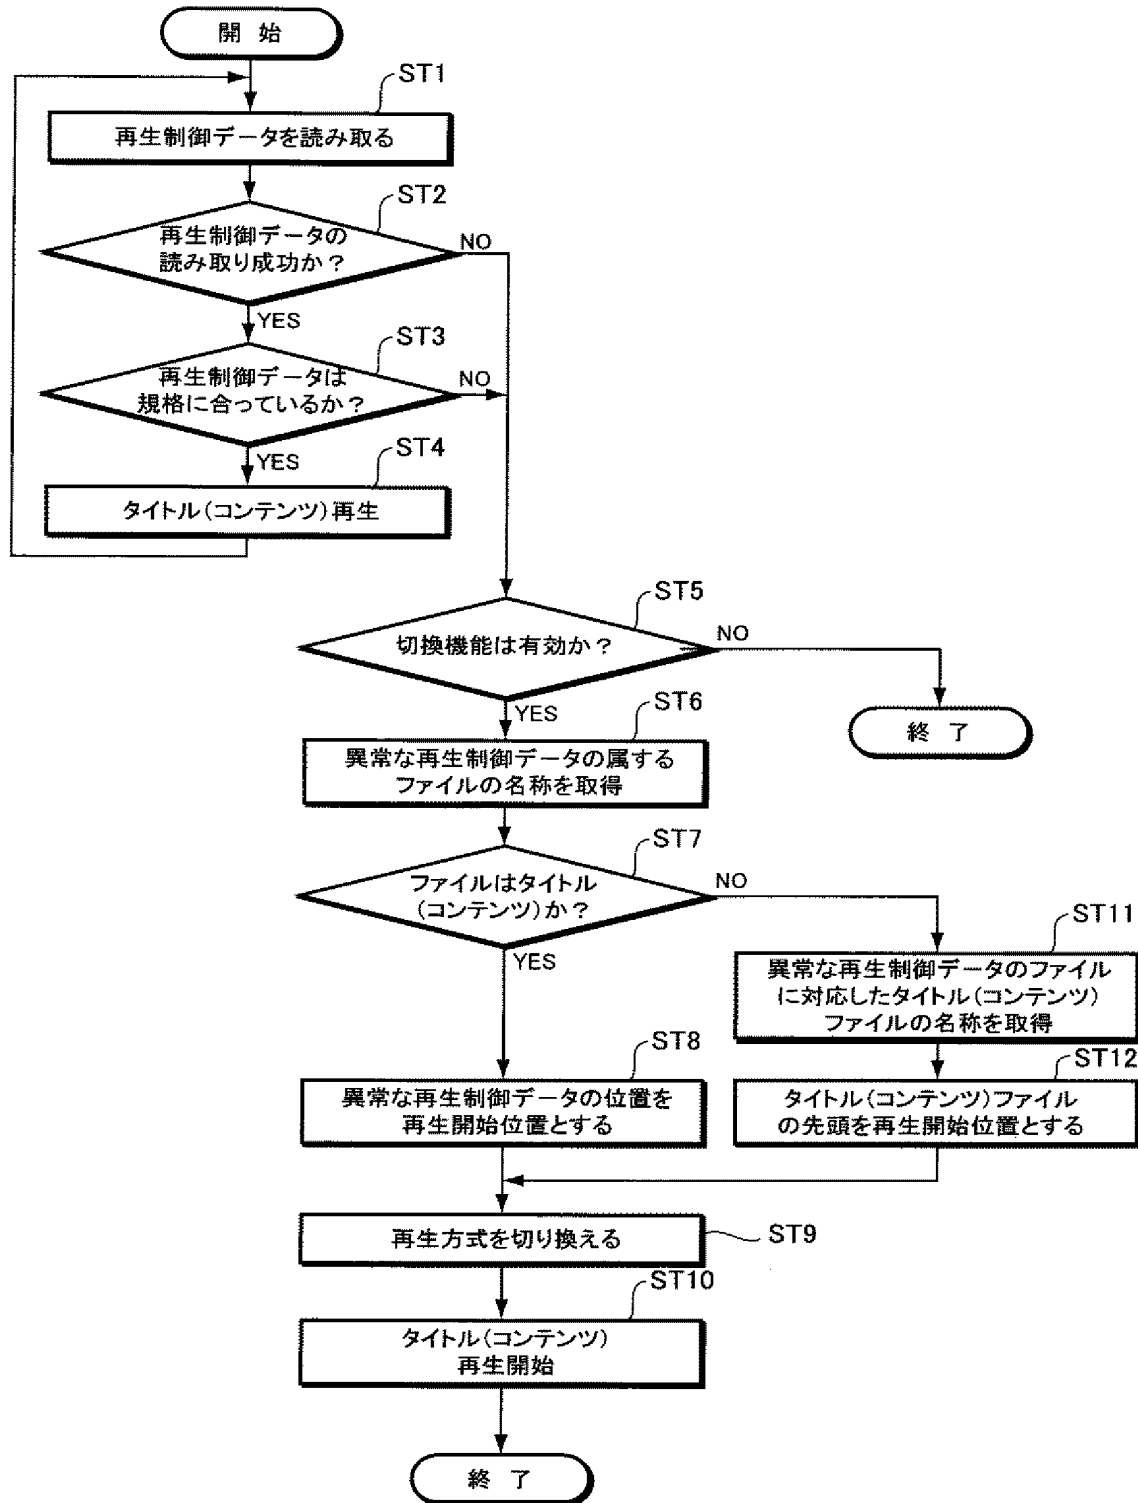 開 始
ST1
再生制御データを読み取る
ST2
再生制御データの
読み取り成功か？
NO
YES
ST3
再生制御データは
規格に合っているか？
NO
YES
ST4
タイトル（コンテンツ）再生
ST5
切換機能は有効か？
NO
YES
終 了
ST6
異常な再生制御データの属する
ファイルの名称を取得
ST7
ファイルはタイトル
（コンテンツ）か？
NO
YES
ST11
異常な再生制御データのファイル
に対応したタイトル（コンテンツ）
ファイルの名称を取得
ST8
異常な再生制御データの位置を
再生開始位置とする
ST12
タイトル（コンテンツ）ファイル
の先頭を再生開始位置とする
再生方式を切り換える
ST9
ST10
タイトル（コンテンツ）
再生開始
終 了